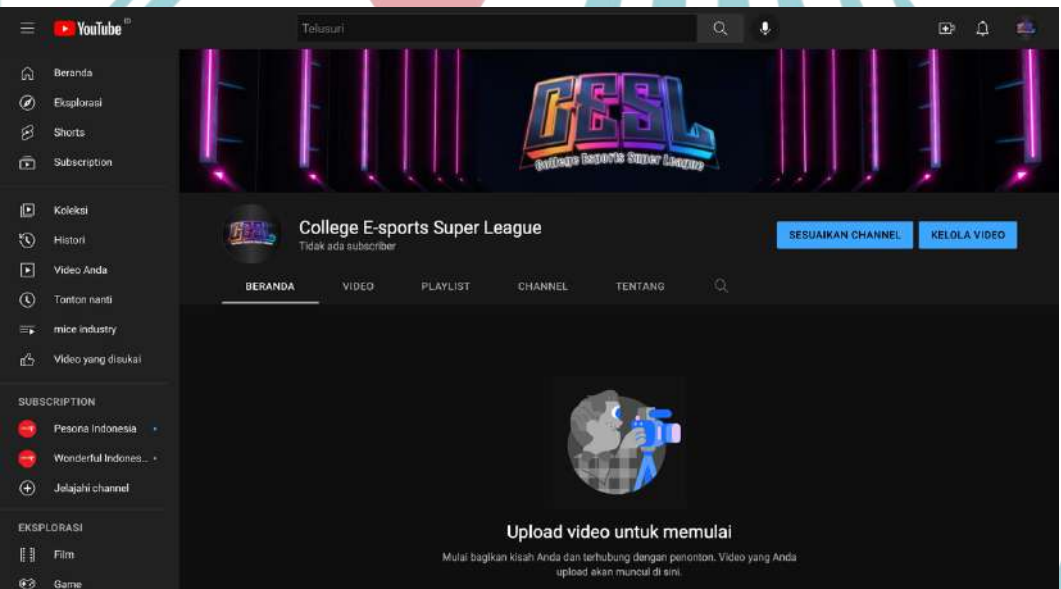 YouTube ID
Telusuri
Beranda
Eksplorasi
Shorts
Subscription
Koleksi
Histori
Video Anda
Tonton nanti
mice industry
Video yang disukai
SUBSCRIPTION
Pesona Indonesia
Wonderful Indones...
Jelajahi channel
EKSPLORASI
Film
Game
CESL
College Esports Super League
CESL
College E-sports Super League
Tidak ada subscriber
SESUAIKAN CHANNEL
KELOLA VIDEO
BERANDA VIDEO PLAYLIST CHANNEL TENTANG
Upload video untuk memulai
Mulai bagikan kisah Anda dan terhubung dengan penonton. Video yang Anda
upload akan muncul di sini.